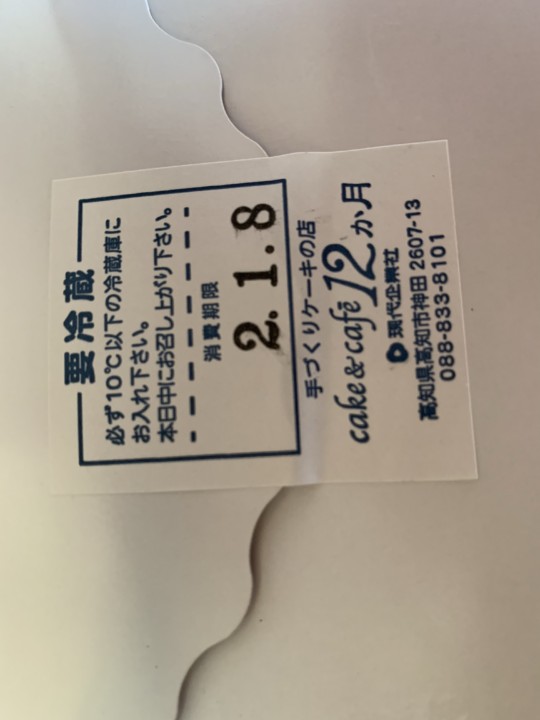 要冷蔵
必ず10℃以下の冷蔵庫に
お入れ下さい。
本日中にお召し上がり下さい。
消費期限
2.1.8
手づくりケーキの店
cake & café 12か月
現代企業社
高知県高知市神田2607-13
088-833-8101